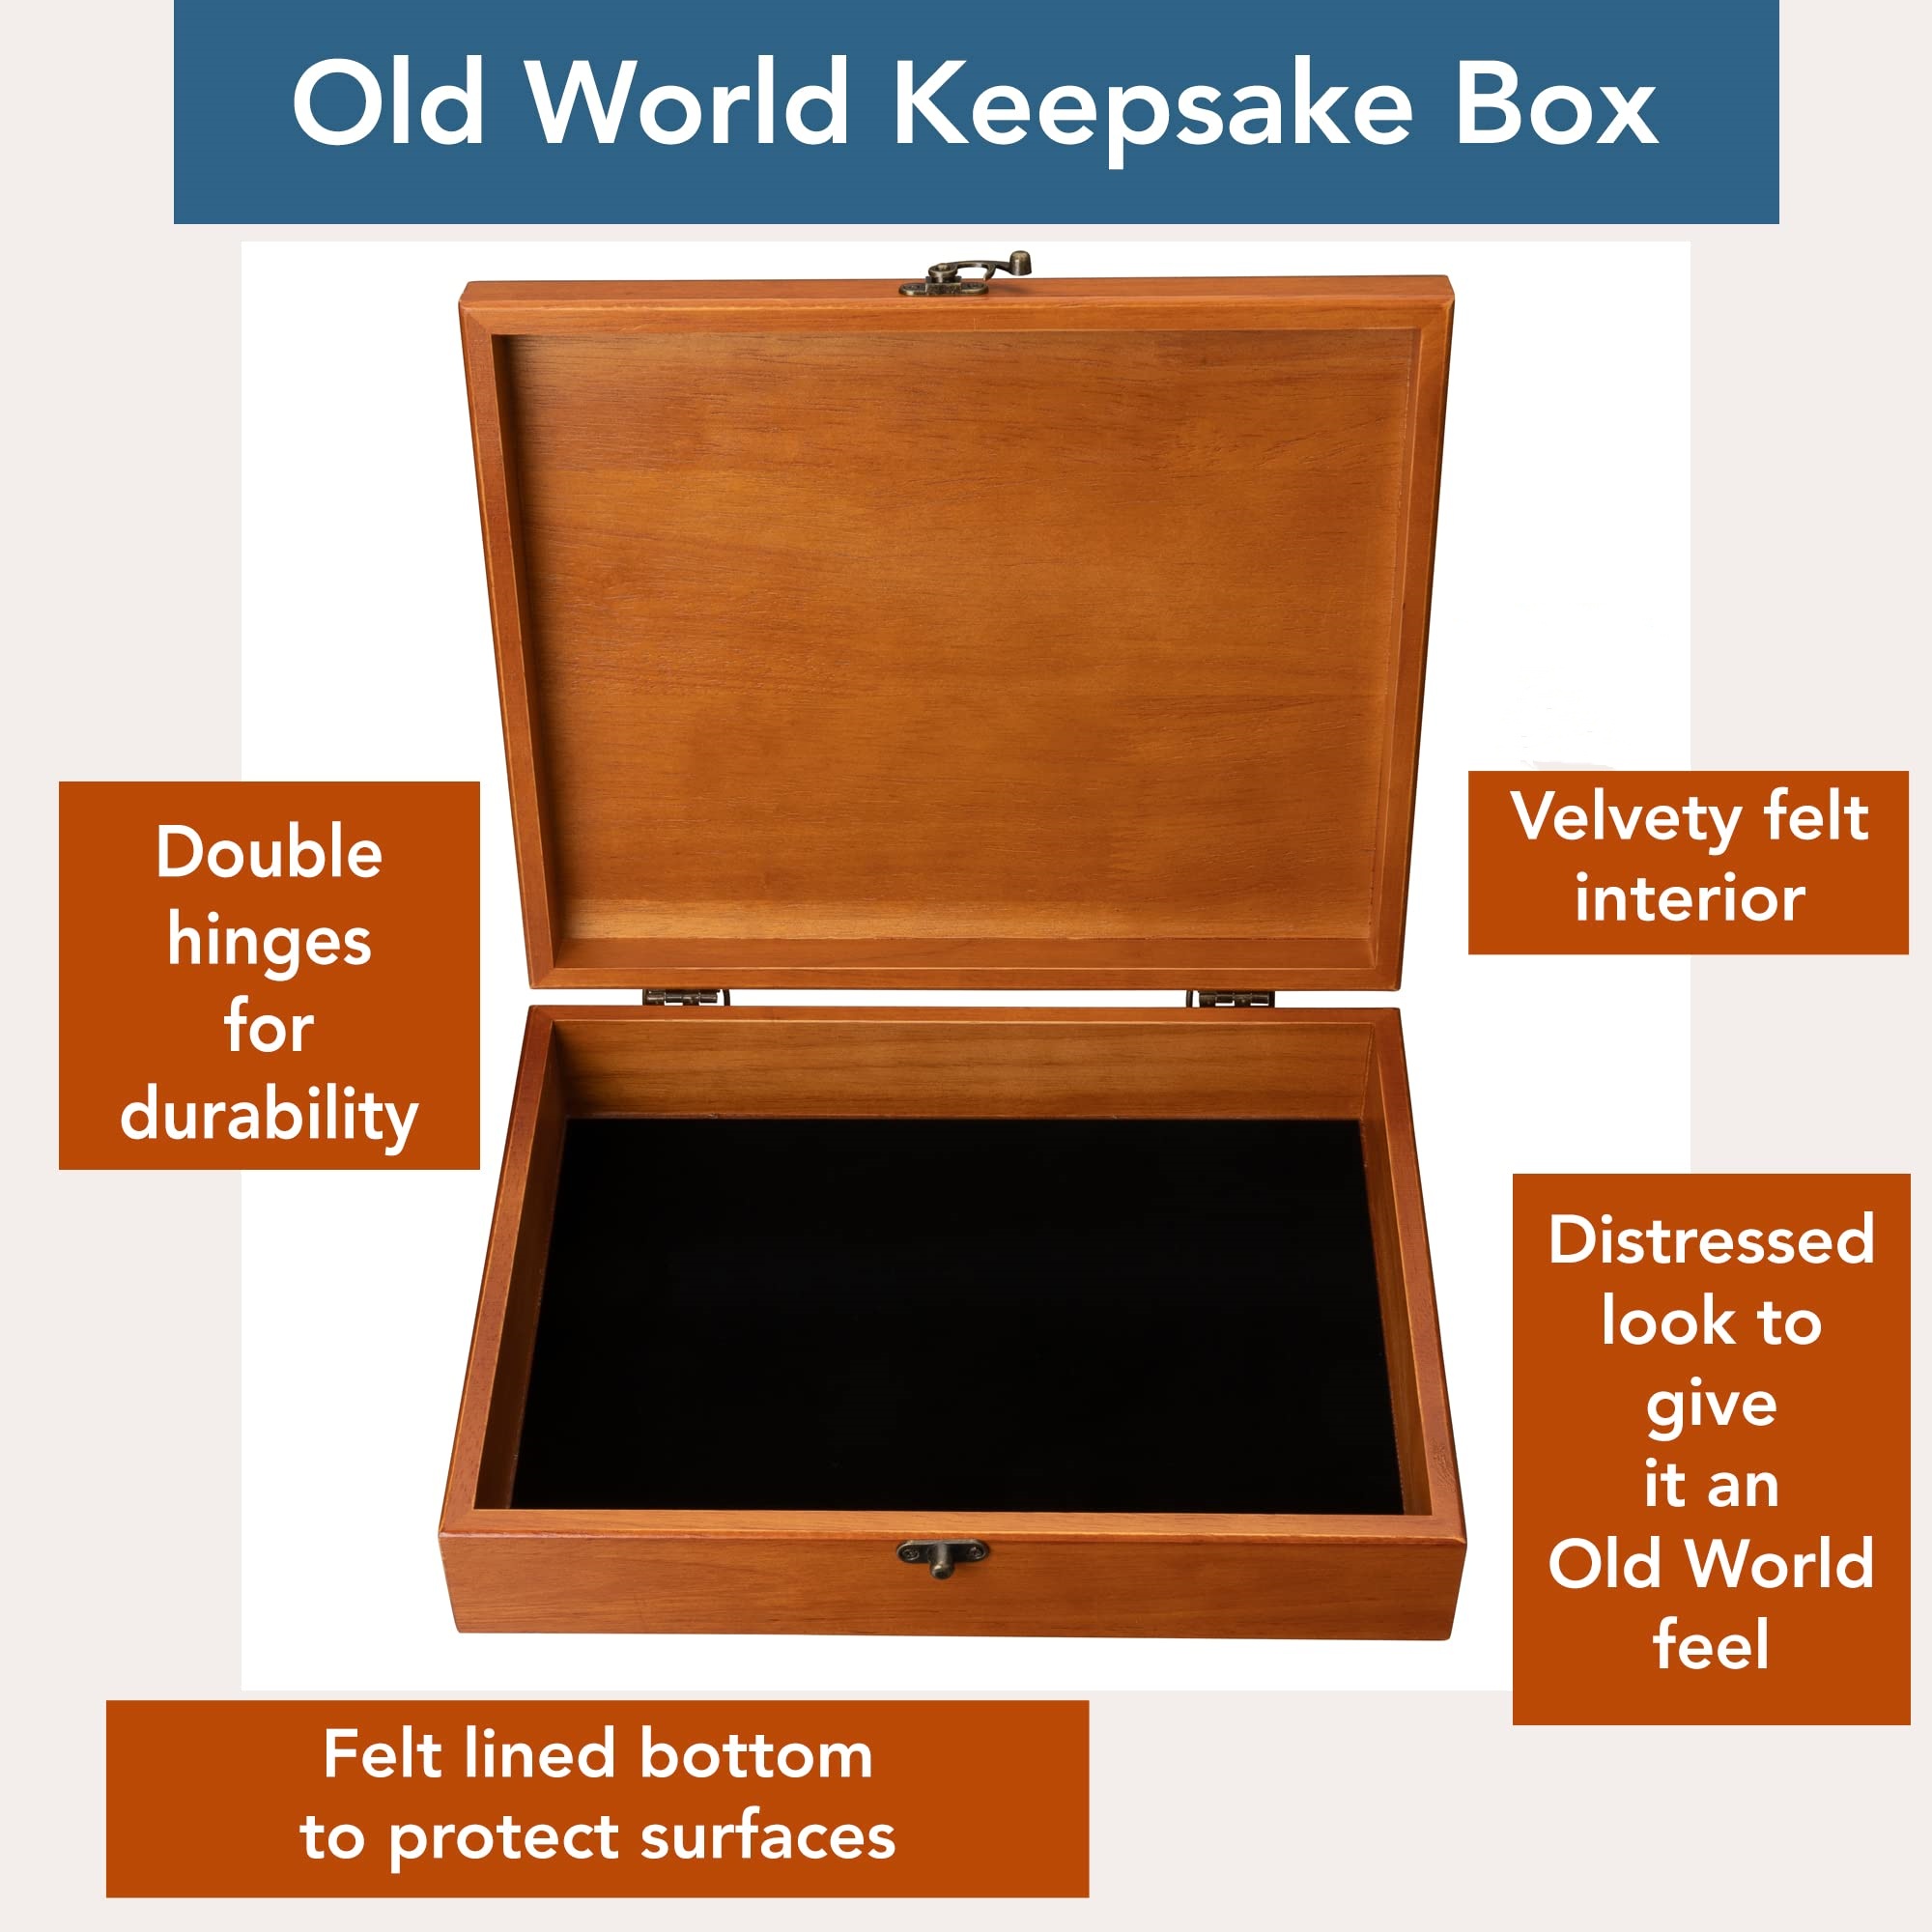 Old World Keepsake Box
Double
hinges
for
durability
Velvety felt
interior
Distressed
look to
give
it an
Old World
feel
Felt lined bottom
to protect surfaces